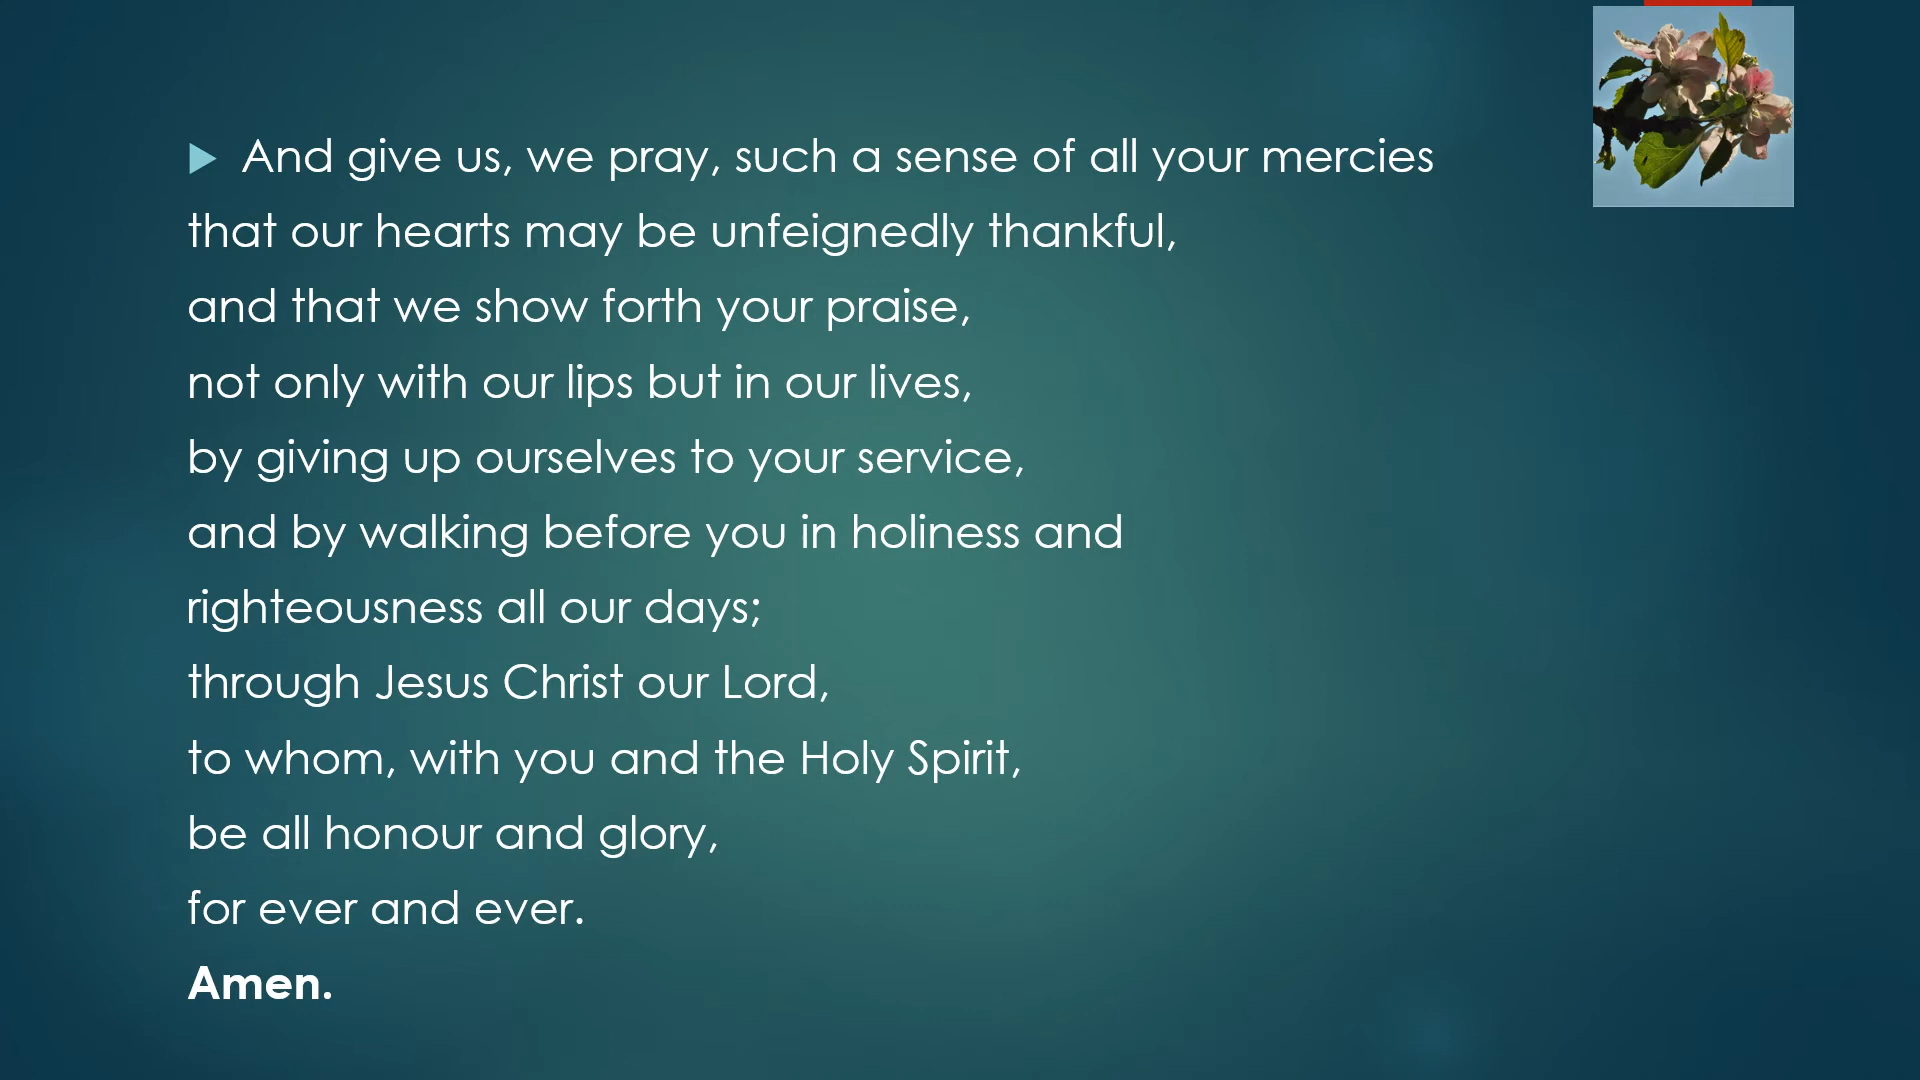 And give us, we pray, such a sense of all your mercies
that our hearts may be unfeignedly thankful,
and that we show forth your praise,
not only with our lips but in our lives,
by giving up ourselves to your service,
and by walking before you in holiness and
righteousness all our days;
through Jesus Christ our Lord,
to whom, with you and the Holy Spirit,
be all honour and glory,
for ever and ever.
Amen.